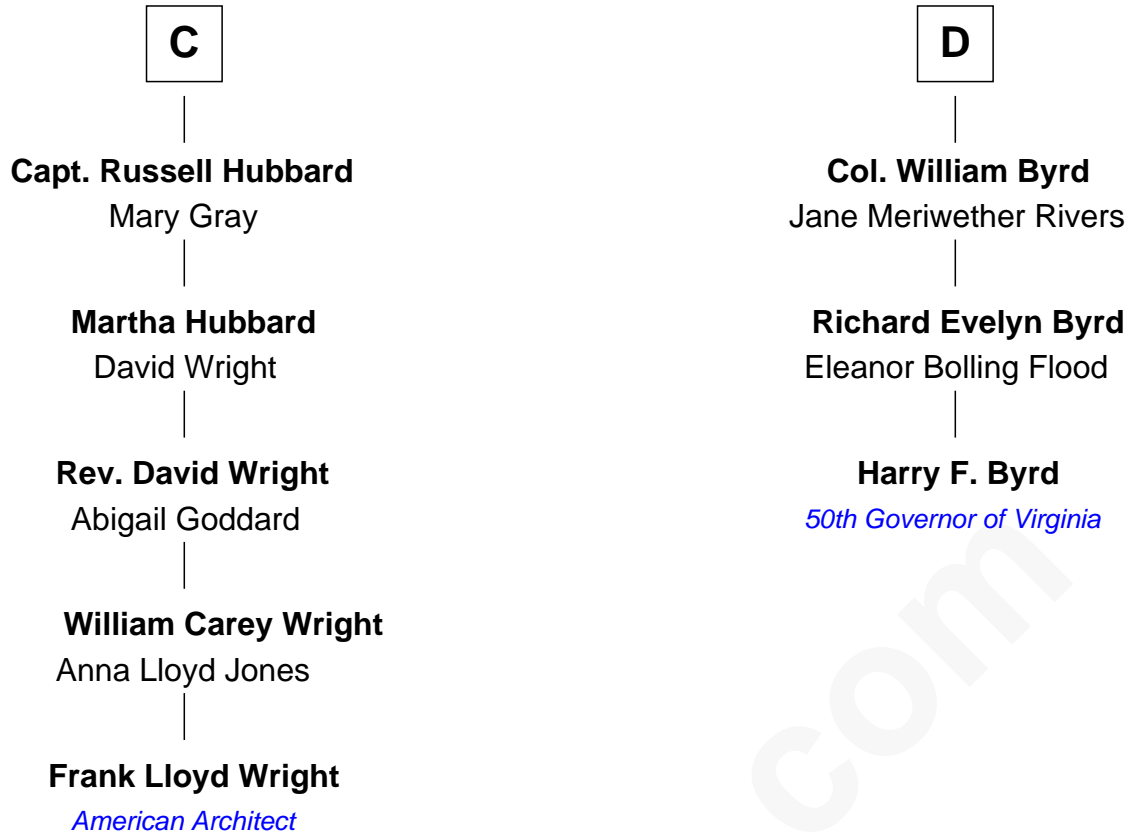 C
Capt. Russell Hubbard
Mary Gray
Martha Hubbard
David Wright
Rev. David Wright
Abigail Goddard
William Carey Wright
Anna Lloyd Jones
Frank Lloyd Wright
American Architect
D
Col. William Byrd
Jane Meriwether Rivers
Richard Evelyn Byrd
Eleanor Bolling Flood
Harry F. Byrd
50th Governor of Virginia
com